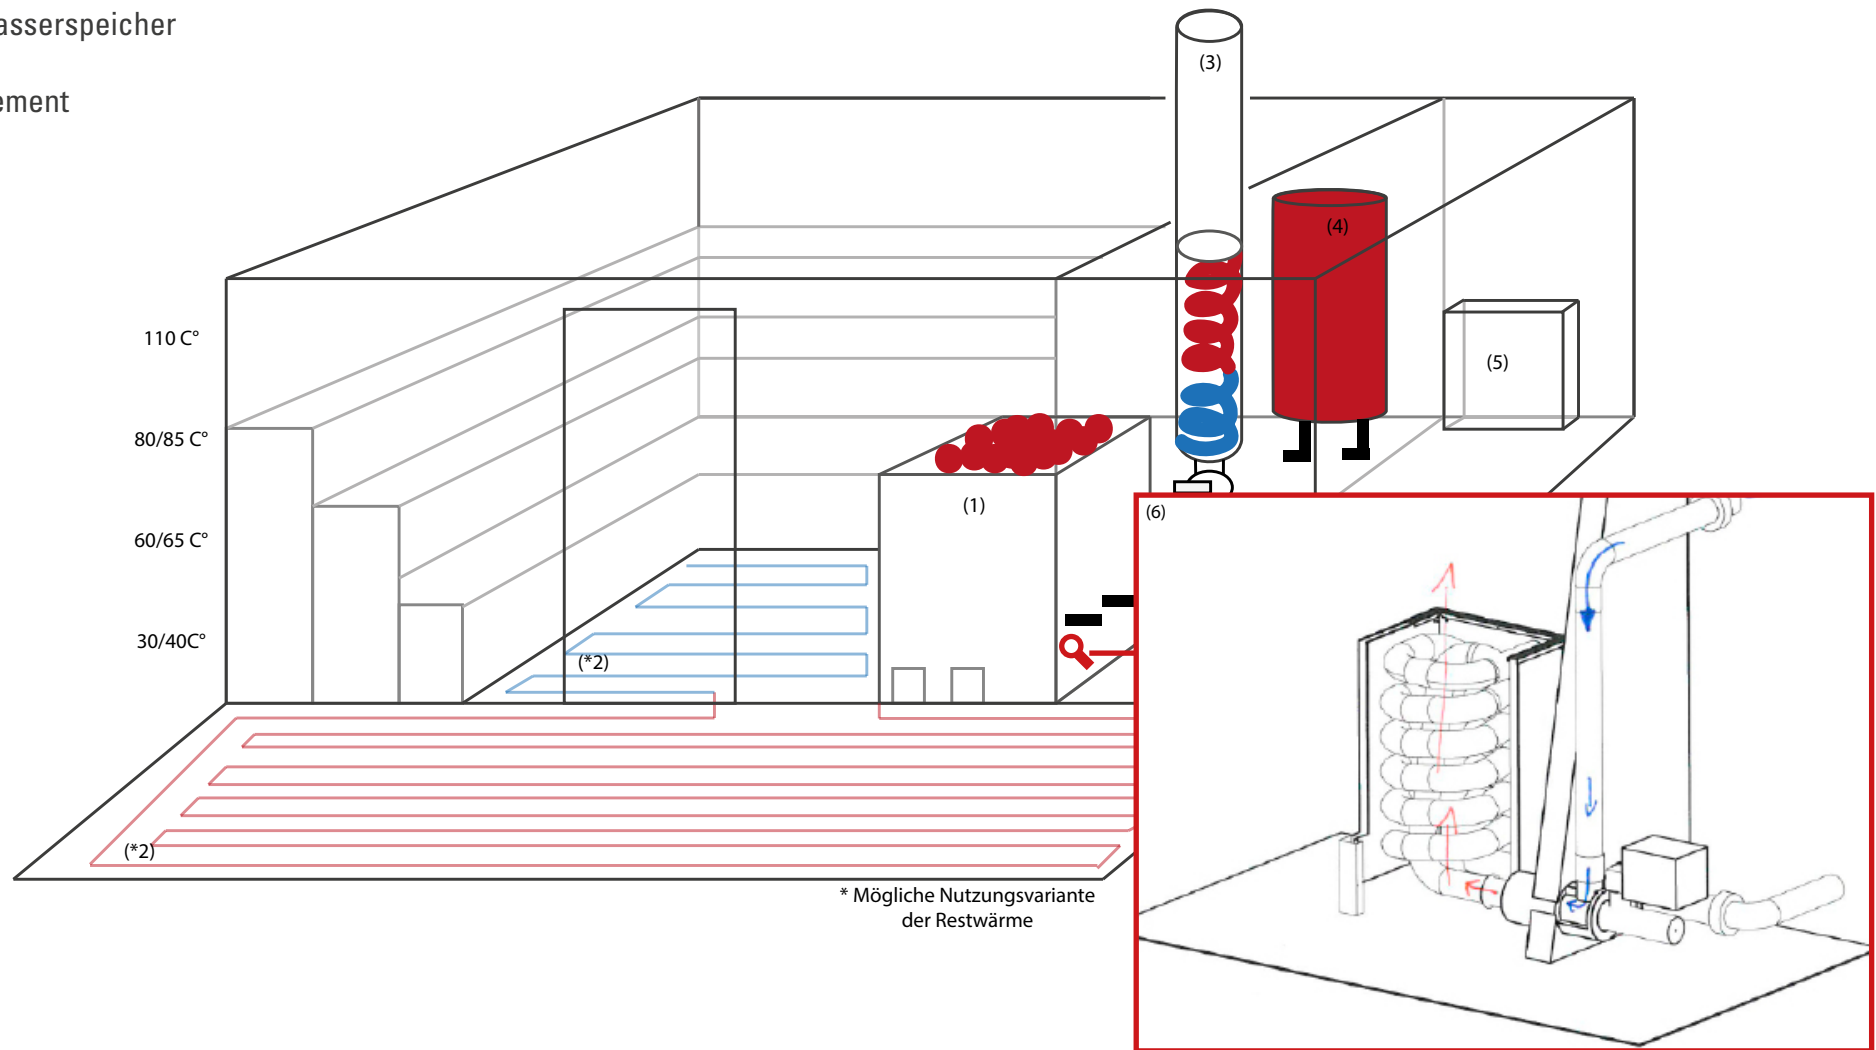 asserspeicher
ement
(3)
(4)
110 C°
(5)
80/85 C°
(1)
(6)
60/65 C°
30/40C°
(*2)
(*2)
* Mögliche Nutzungsvariante
der Restwärme